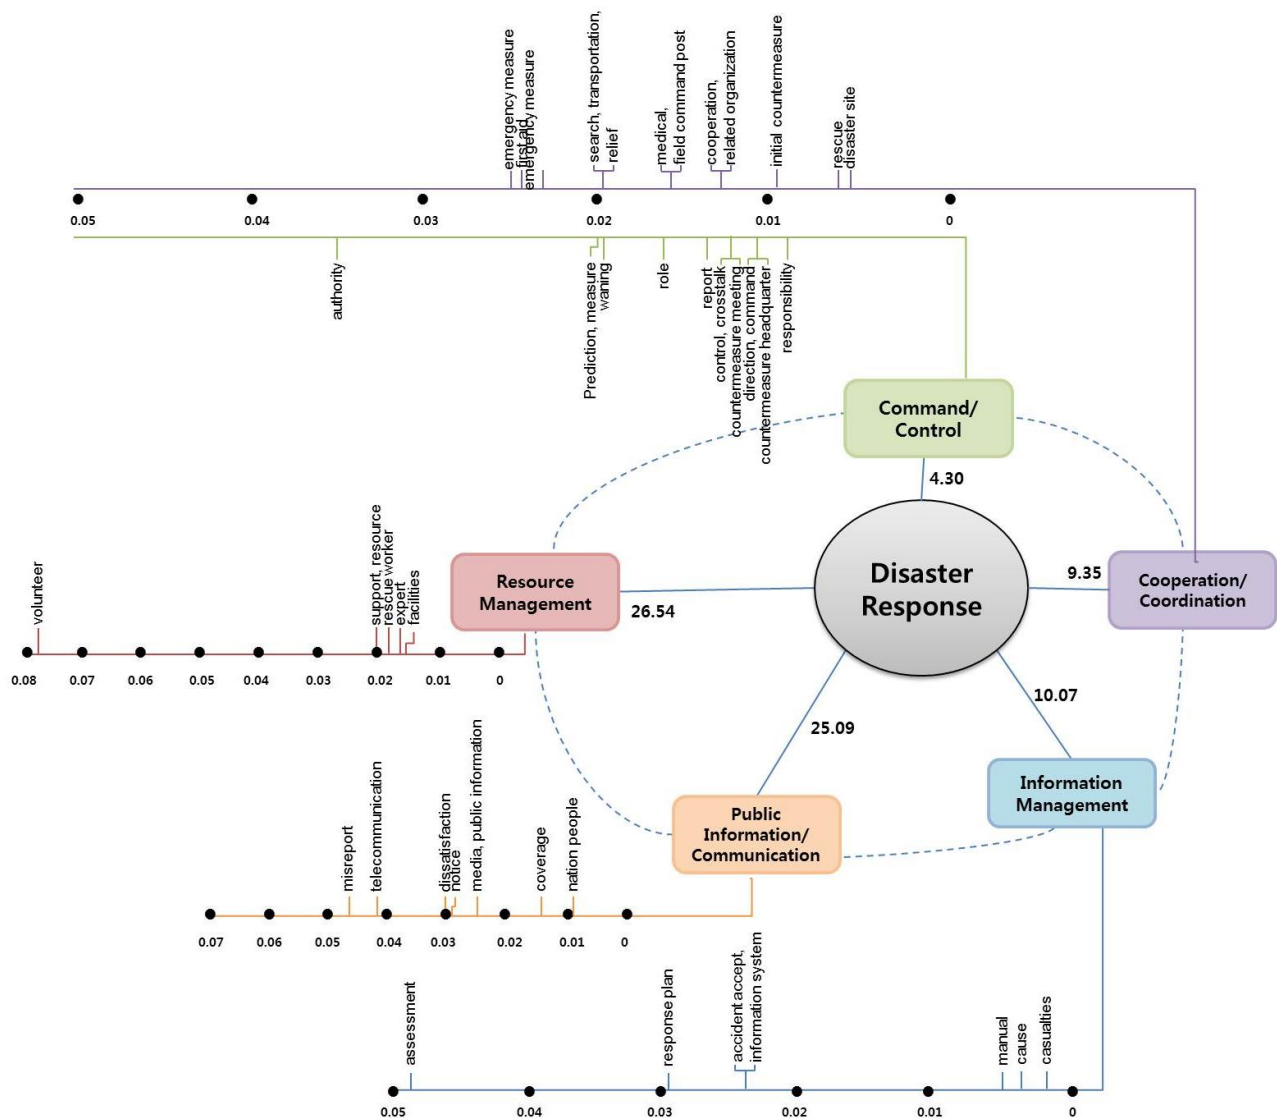 emergency measure
first aid
emergency measure
search, transportation,
relief
medical,
field command post
cooperation,
related organization
initial countermeasure
rescue
disaster site
0.05
0.04
0.03
0.02
0.01
0
authority
Prediction, measure
waning
role
report
control, crosstalk
countermeasure meeting
direction, command
countermeasure headquarter
responsibility
Command/
Control
4.30
Disaster
Response
9.35
Cooperation/
Coordination
Resource
Management
26.54
volunteer
support, resource
rescue worker
expert
facilities
0.08
0.07
0.06
0.05
0.04
0.03
0.02
0.01
0
10.07
25.09
Information
Management
Public
Information/
Communication
misreport
telecommunication
dissatisfaction
notice
media, public information
coverage
nation people
0.07
0.06
0.05
0.04
0.03
0.02
0.01
0
assessment
response plan
accident accept,
information system
manual
cause
casualties
0.05
0.04
0.03
0.02
0.01
0